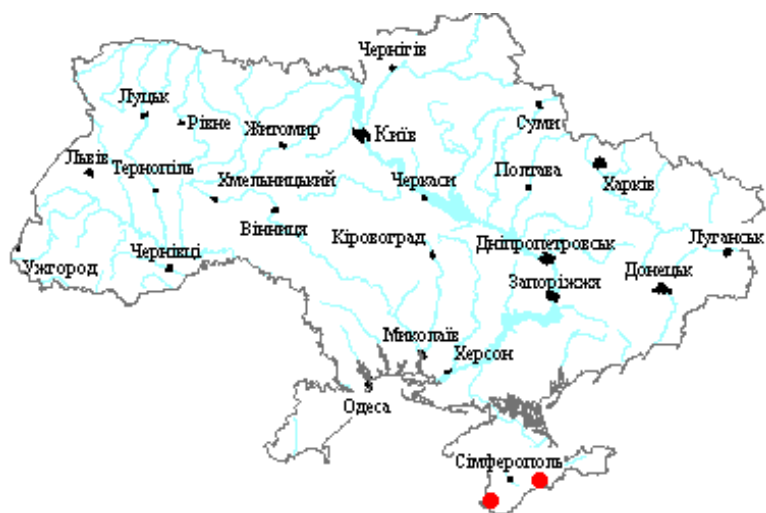 Чернігів
Луцьк
Рівне
Житомир
Київ
Суми
Львів
Тернопіль
Хмельницький
Черкаси
Полтава
Харків
Вінниця
Кіровоград
Дніпропетровськ
Луганськ
Ужгород
Чернівці
Запоріжжя
Донецьк
Миколаїв
Херсон
Одеса
Сімферополь